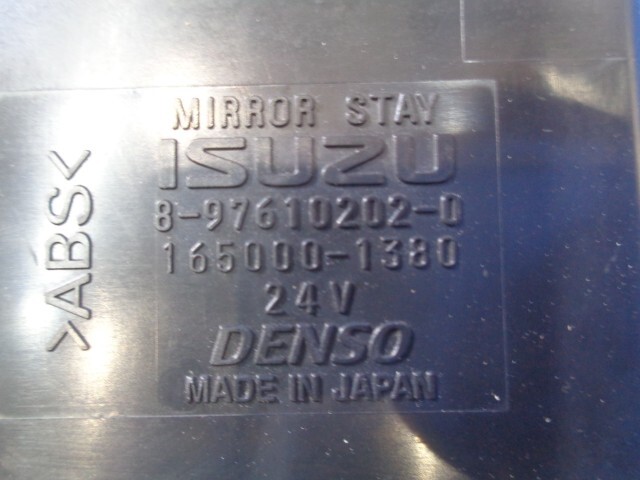 MIRROR STAY
ISUZU
8-97610202-0
165000-1380
24V
DENSO
MADE IN JAPAN
>ABS<